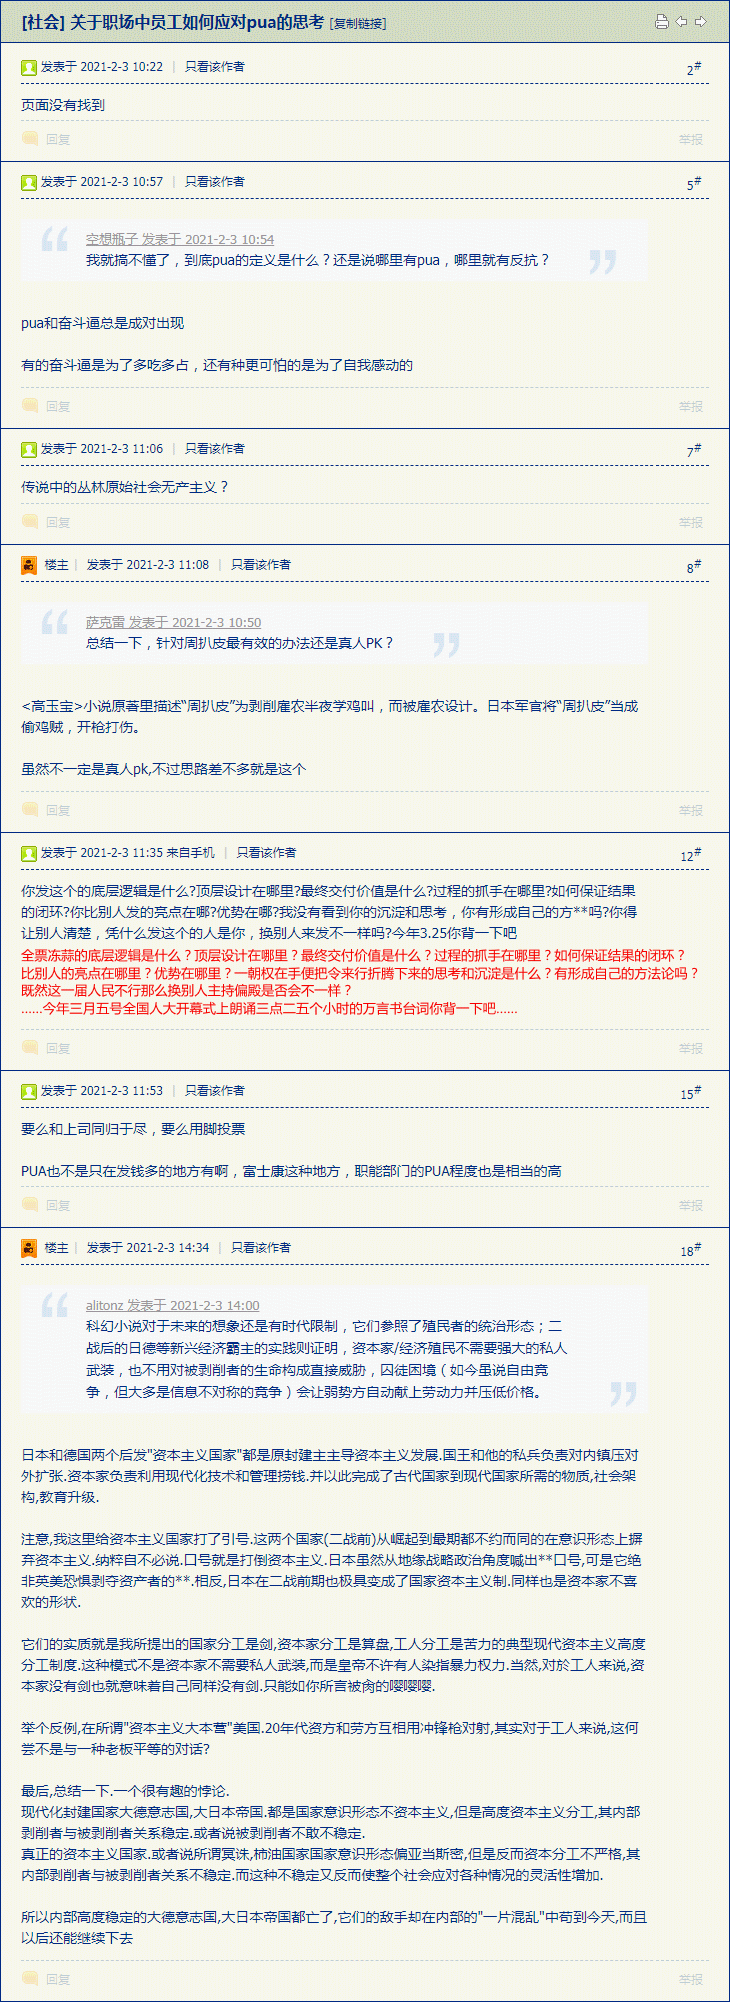 [社会] 关于职场中员工如何应对pua的思考 [复制链接]
发表于 2021-2-3 10:22 | 只看该作者
2#
页面没有找到
回复
举报
发表于 2021-2-3 10:57 | 只看该作者
5#
空想瓶子 发表于 2021-2-3 10:54
我就搞不懂了，到底pua的定义是什么？还是说哪里有pua，哪里就有反抗？
pua和奋斗逼总是成对出现
有的奋斗逼是为了多吃多占，还有种更可怕的是为了自我感动的
回复
举报
发表于 2021-2-3 11:06 | 只看该作者
7#
传说中的丛林原始社会无产主义？
回复
举报
楼主 | 发表于 2021-2-3 11:08 | 只看该作者
8#
萨克雷 发表于 2021-2-3 10:50
总结一下，针对周扒皮最有效的办法还是真人PK？
<高玉宝>小说原著里描述“周扒皮”为剥削雇农半夜学鸡叫，而被雇农设计。日本军官将“周扒皮”当成
偷鸡贼，开枪打伤。
虽然不一定是真人pk,不过思路差不多就是这个
回复
举报
发表于 2021-2-3 11:35 来自手机 | 只看该作者
12#
你发这个的底层逻辑是什么?顶层设计在哪里?最终交付价值是什么?过程的抓手在哪里?如何保证结果
的闭环?你比别人发的亮点在哪?优势在哪?我没有看到你的沉淀和思考，你有形成自己的方**吗?你得
让别人清楚，凭什么发这个的人是你，换别人来发不一样吗?今年3.25你背一下吧
全票冻蒜的底层逻辑是什么？顶层设计在哪里？最终交付价值是什么？过程的抓手在哪里？如何保证结果的闭环？
比别人的亮点在哪里？优势在哪里？一朝权在手便把令来行折腾下来的思考和沉淀是什么？有形成自己的方法论吗？
既然这一届人民不行那么换别人主持偏殿是否会不一样？
……今年三月五号全国人大开幕式上朗诵三点二五个小时的万言书台词你背一下吧……
回复
举报
发表于 2021-2-3 11:53 | 只看该作者
15#
要么和上司同归于尽，要么用脚投票
PUA也不是只在发钱多的地方有啊，富士康这种地方，职能部门的PUA程度也是相当的高
回复
举报
楼主 | 发表于 2021-2-3 14:34 | 只看该作者
18#
alitonz 发表于 2021-2-3 14:00
科幻小说对于未来的想象还是有时代限制，它们参照了殖民者的统治形态；二
战后的日德等新兴经济霸主的实践则证明，资本家/经济殖民不需要强大的私人
武装，也不用对被剥削者的生命构成直接威胁，囚徒困境（如今虽说自由竞
争，但大多是信息不对称的竞争）会让弱势方自动献上劳动力并压低价格。
日本和德国两个后发"资本主义国家"都是原封建主主导资本主义发展.国王和他的私兵负责对内镇压对
外扩张.资本家负责利用现代化技术和管理捞钱.并以此完成了古代国家到现代国家所需的物质,社会架
构,教育升级.
注意,我这里给资本主义国家打了引号.这两个国家(二战前)从崛起到最期都不约而同的在意识形态上摒
弃资本主义.纳粹自不必说.口号就是打倒资本主义.日本虽然从地缘战略政治角度喊出**口号,可是它绝
非英美恐惧剥夺资产者的**.相反,日本在二战前期也极具变成了国家资本主义制.同样也是资本家不喜
欢的形状.
它们的实质就是我所提出的国家分工是剑,资本家分工是算盘,工人分工是苦力的典型现代资本主义高度
分工制度.这种模式不是资本家不需要私人武装,而是皇帝不许有人染指暴力权力.当然,对於工人来说,资
本家没有剑也就意味着自己同样没有剑.只能如你所言被肏的嘤嘤嘤.
举个反例,在所谓"资本主义大本营"美国.20年代资方和劳方互相用冲锋枪对射,其实对于工人来说,这何
尝不是与一种老板平等的对话?
最后,总结一下.一个很有趣的悖论.
现代化封建国家大德意志国,大日本帝国.都是国家意识形态不资本主义,但是高度资本主义分工,其内部
剥削者与被剥削者关系稳定.或者说被剥削者不敢不稳定.
真正的资本主义国家.或者说所谓冥诛,柿油国家国家意识形态偏亚当斯密,但是反而资本分工不严格,其
内部剥削者与被剥削者关系不稳定.而这种不稳定又反而使整个社会应对各种情况的灵活性增加.
所以内部高度稳定的大德意志国,大日本帝国都亡了,它们的敌手却在内部的"一片混乱"中苟到今天,而且
以后还能继续下去
回复
举报